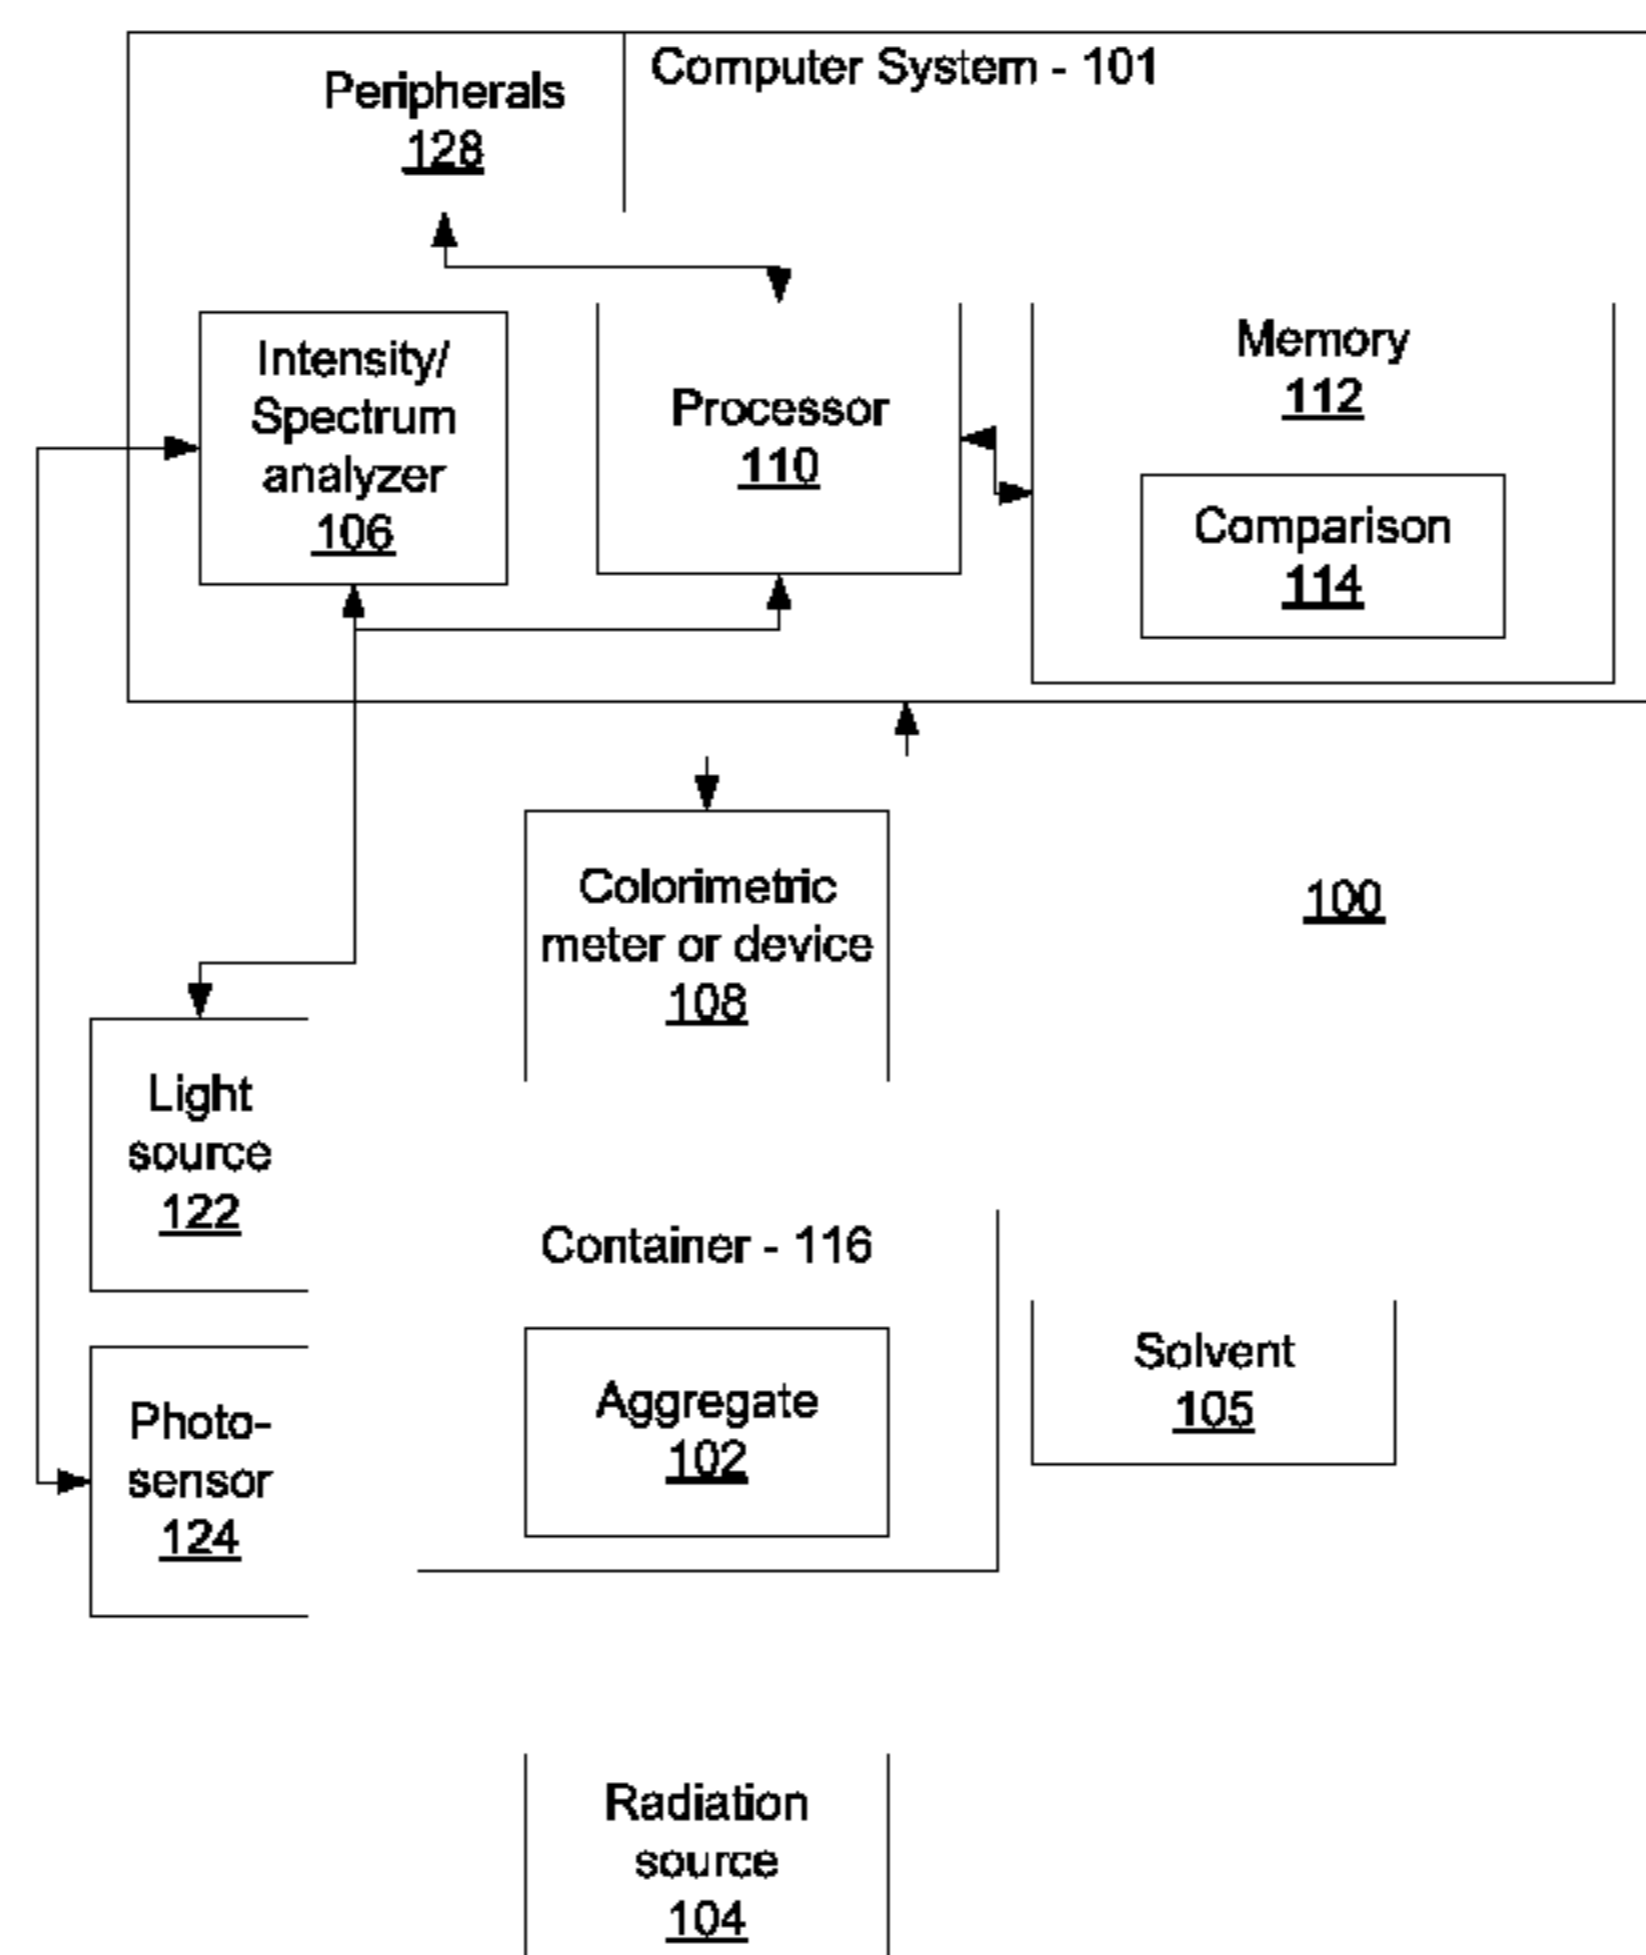 Peripherals
128
Computer System - 101
Intensity/
Spectrum
analyzer
106
Processor
110
Memory
112
Comparison
114
Colorimetric
meter or device
108
100
Light
source
122
Container - 116
Aggregate
102
Solvent
105
Photo-
sensor
124
Radiation
source
104